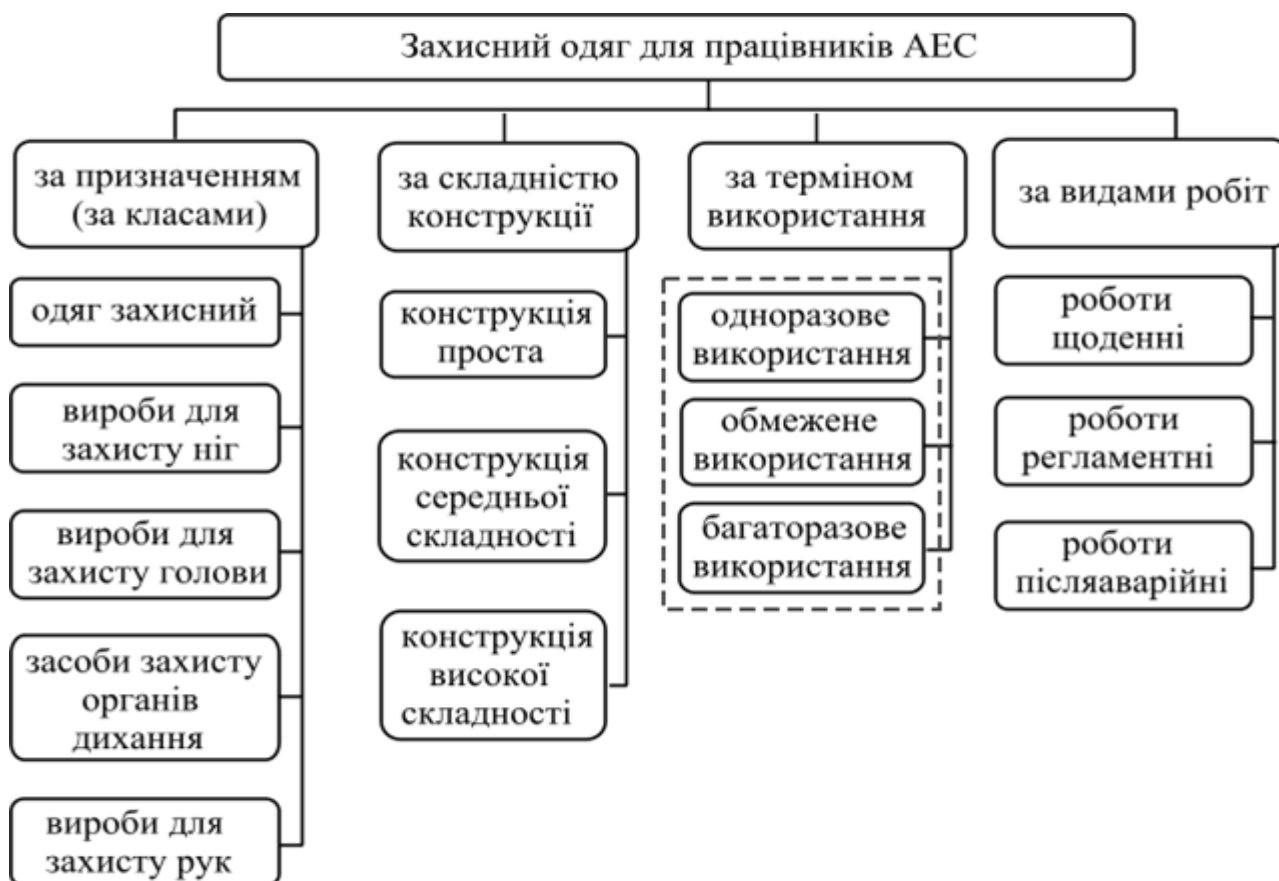 Захисний одяг для працівників АЕС
за призначенням
(за класами)
одяг захисний
вироби для
захисту ніг
вироби для
захисту голови
засоби захисту
органів
дихання
вироби для
захисту рук
за складністю
конструкції
конструкція
проста
конструкція
середньої
складності
конструкція
високої
складності
за терміном
використання
одноразове
використання
обмежене
використання
багаторазове
використання
за видами робіт
роботи
щоденні
роботи
регламентні
роботи
післяаварійні